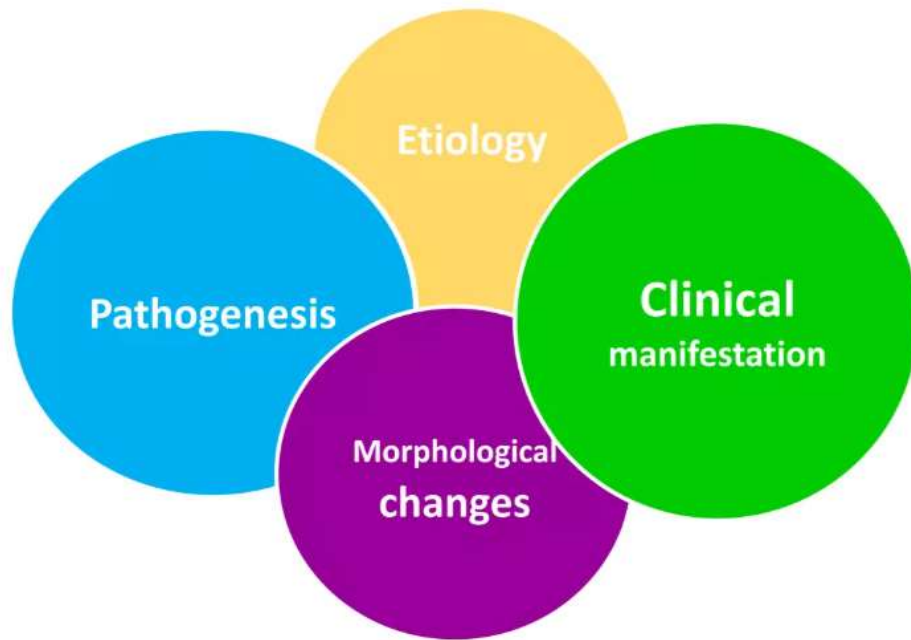 Etiology
Pathogenesis
Clinical
manifestation
Morphological
changes